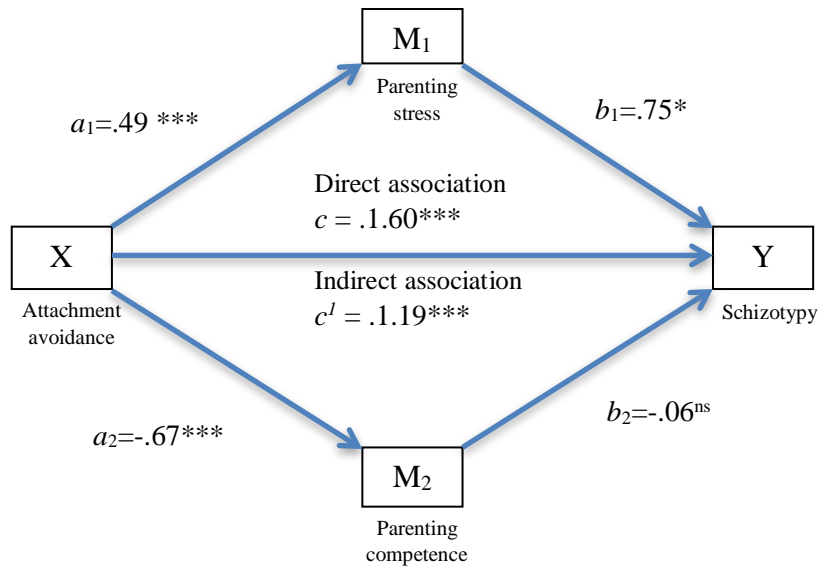 M₁
Parenting
stress
a₁=.49 ***
b₁=.75*
Direct association
c = .1.60***
X
Y
Indirect association
c¹ = .1.19***
Attachment
avoidance
Schizotypy
a₂=-.67***
b₂=-.06ⁿˢ
M₂
Parenting
competence